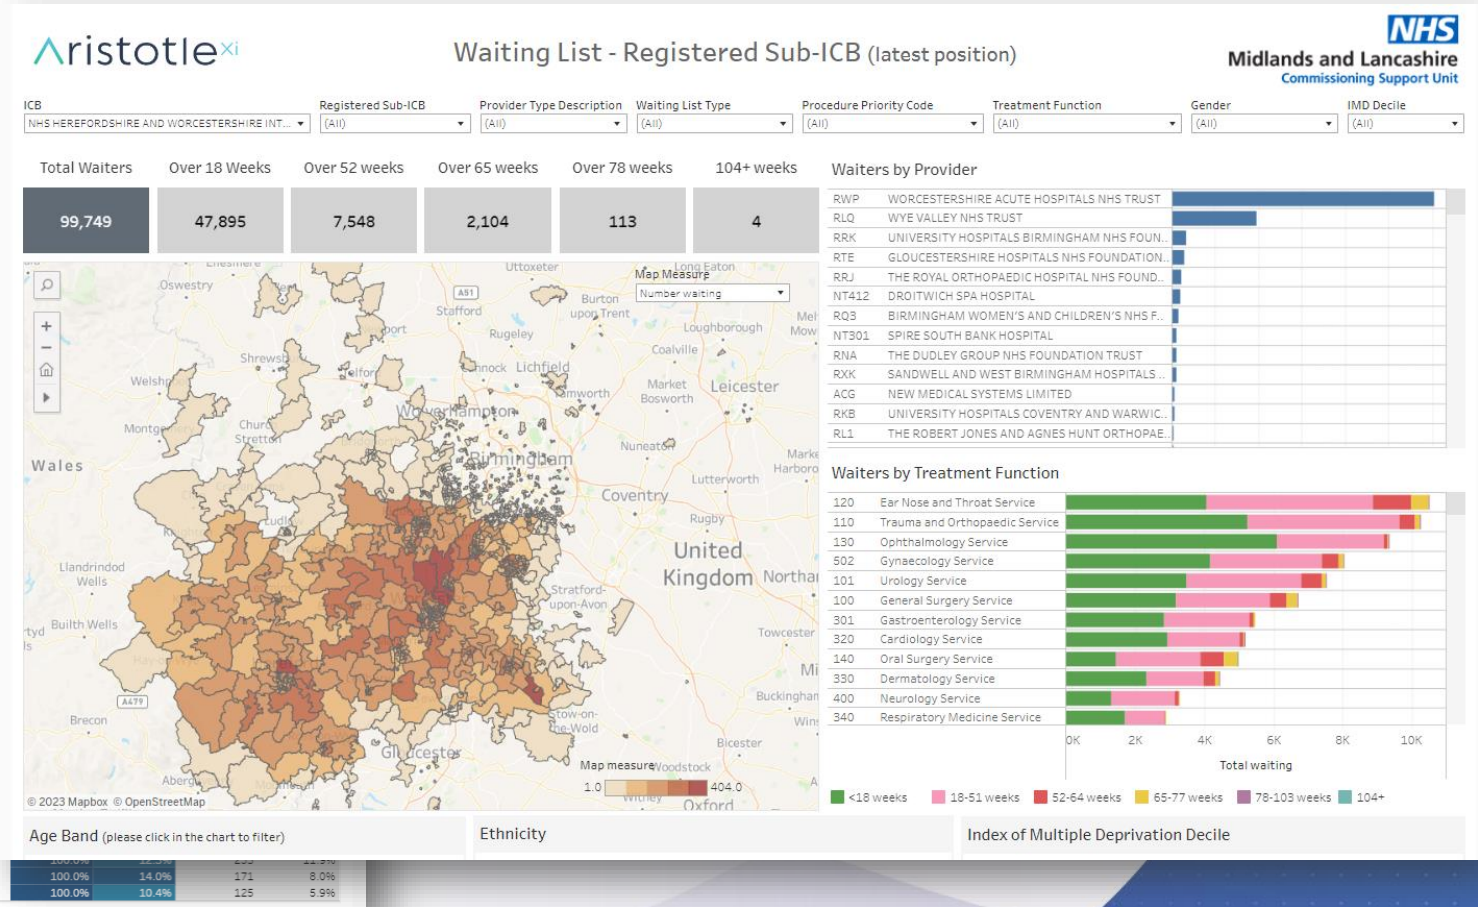 Aristotle xi
Waiting List - Registered Sub-ICB (latest position)
NHS
Midlands and Lancashire
Commissioning Support Unit
ICB
NHS HEREFORDSHIRE AND WORCESTERSHIRE INT...
Registered Sub-ICB
(All)
Provider Type Description
(All)
Waiting List Type
(All)
Procedure Priority Code
(All)
Treatment Function
(All)
Gender
(All)
IMD Decile
(All)
Total Waiters
99,749
Over 18 Weeks
47,895
Over 52 weeks
7,548
Over 65 weeks
2,104
Over 78 weeks
113
104+ weeks
4
Map Measure
Number waiting
Oswestry
Uttoxeter
Long Eaton
A51
Stafford
Burton
upon Trent
Loughborough
Rugeley
Coalville
Lichfield
Market
Bosworth
Leicester
Wolverhampton
Church
Stretton
Nuneaton
Wales
Birmingham
Lutterworth
Coventry
Rugby
United
Kingdom
Llandrindod
Wells
Stratford-
upon-Avon
Builth Wells
Towcester
A479
Brecon
Stow-on-
the-Wold
Gloucester
Bicester
Woodstock
Witney
Oxford
Map measure
1.0
404.0
© 2023 Mapbox © OpenStreetMap
Waiters by Provider
RWP WORCESTERSHIRE ACUTE HOSPITALS NHS TRUST
RLQ WYE VALLEY NHS TRUST
RRK UNIVERSITY HOSPITALS BIRMINGHAM NHS FOUN..
RTE GLOUCESTERSHIRE HOSPITALS NHS FOUNDATION..
RRJ THE ROYAL ORTHOPAEDIC HOSPITAL NHS FOUND..
NT412 DROITWICH SPA HOSPITAL
RQ3 BIRMINGHAM WOMEN'S AND CHILDREN'S NHS F..
NT301 SPIRE SOUTH BANK HOSPITAL
RNA THE DUDLEY GROUP NHS FOUNDATION TRUST
RXK SANDWELL AND WEST BIRMINGHAM HOSPITALS ..
ACG NEW MEDICAL SYSTEMS LIMITED
RKB UNIVERSITY HOSPITALS COVENTRY AND WARWIC..
RL1 THE ROBERT JONES AND AGNES HUNT ORTHOPAE..
Waiters by Treatment Function
120 Ear Nose and Throat Service
110 Trauma and Orthopaedic Service
130 Ophthalmology Service
502 Gynaecology Service
101 Urology Service
100 General Surgery Service
301 Gastroenterology Service
320 Cardiology Service
140 Oral Surgery Service
330 Dermatology Service
400 Neurology Service
340 Respiratory Medicine Service
0K 2K 4K 6K 8K 10K
Total waiting
<18 weeks 18-51 weeks 52-64 weeks 65-77 weeks 78-103 weeks 104+
Age Band (please click in the chart to filter)
Ethnicity
Index of Multiple Deprivation Decile
100.0% 14.0% 171 8.0%
100.0% 10.4% 125 5.9%